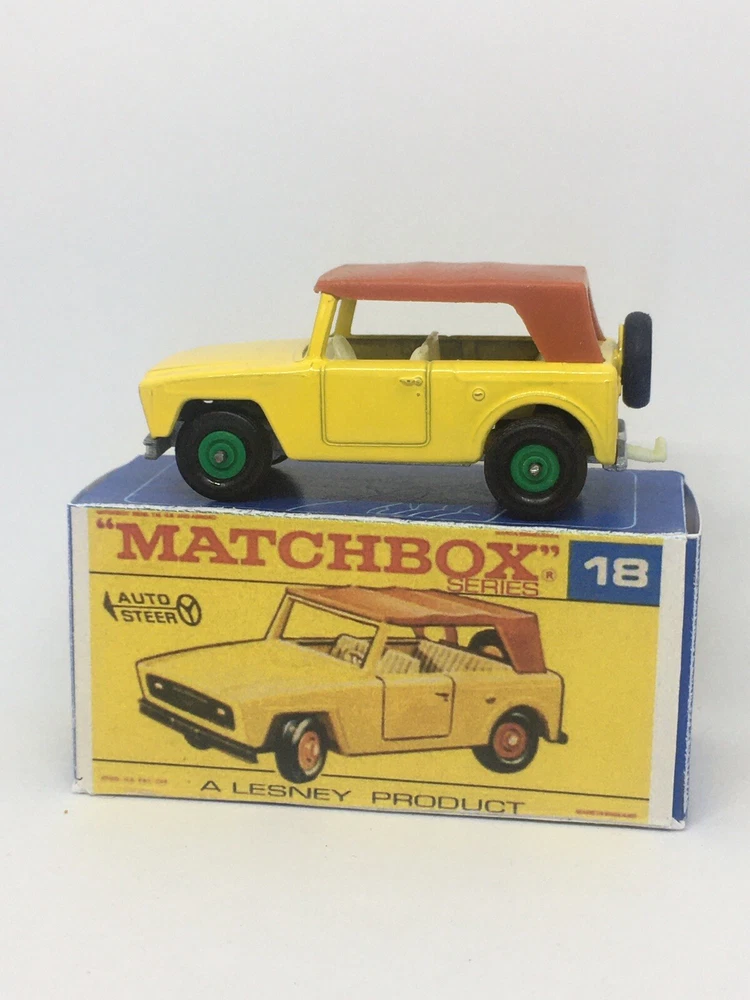 "MATCHBOX"®
SERIES
18
AUTO
STEER
A LESNEY PRODUCT